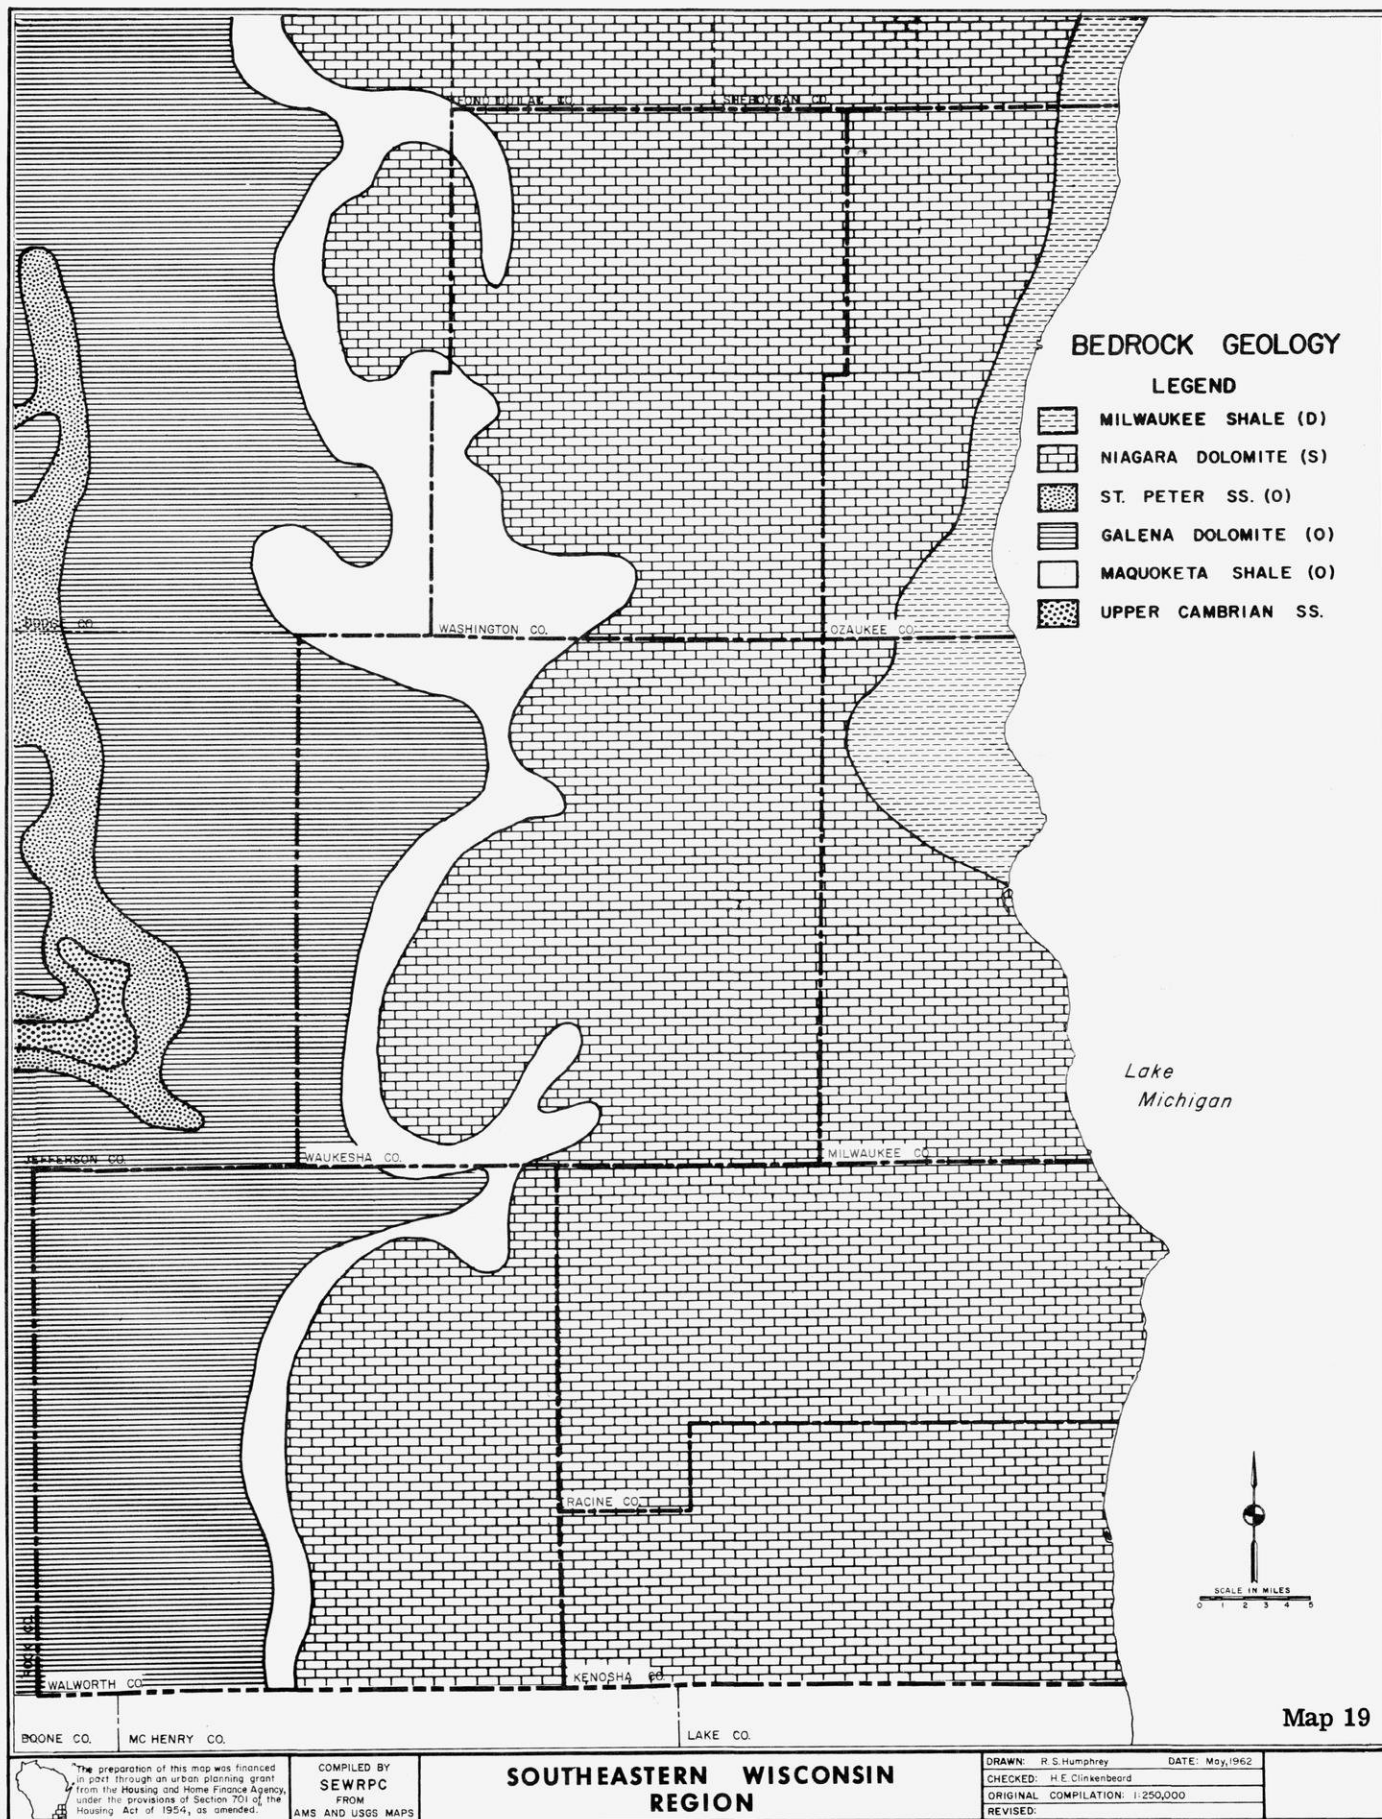 FOND DU LAC CO.
SHEBOYGAN CO.
BEDROCK GEOLOGY
LEGEND
MILWAUKEE SHALE (D)
NIAGARA DOLOMITE (S)
ST. PETER SS. (O)
GALENA DOLOMITE (O)
MAQUOKETA SHALE (O)
UPPER CAMBRIAN SS.
DODGE CO.
WASHINGTON CO.
OZAUKEE CO.
Lake
Michigan
JEFFERSON CO.
WAUKESHA CO.
MILWAUKEE CO.
RACINE CO.
SCALE IN MILES
0 1 2 3 4 5
ROCK CO.
WALWORTH CO.
KENOSHA CO.
BOONE CO.
MC HENRY CO.
LAKE CO.
Map 19
"The preparation of this map was financed
in part through an urban planning grant
from the Housing and Home Finance Agency,
under the provisions of Section 701 of the
Housing Act of 1954, as amended."
COMPILED BY
SEWRPC
FROM
AMS AND USGS MAPS
SOUTHEASTERN WISCONSIN
REGION
DRAWN: R.S.Humphrey DATE: May,1962
CHECKED: H.E.Clinkenbeard
ORIGINAL COMPILATION: 1:250,000
REVISED: